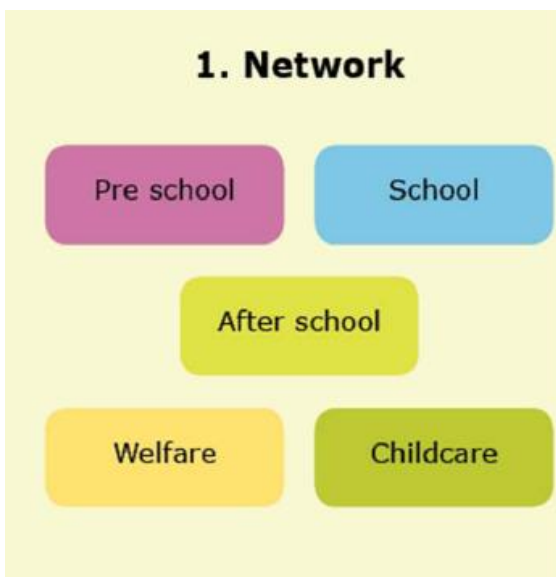 1. Network
Pre school
School
After school
Welfare
Childcare